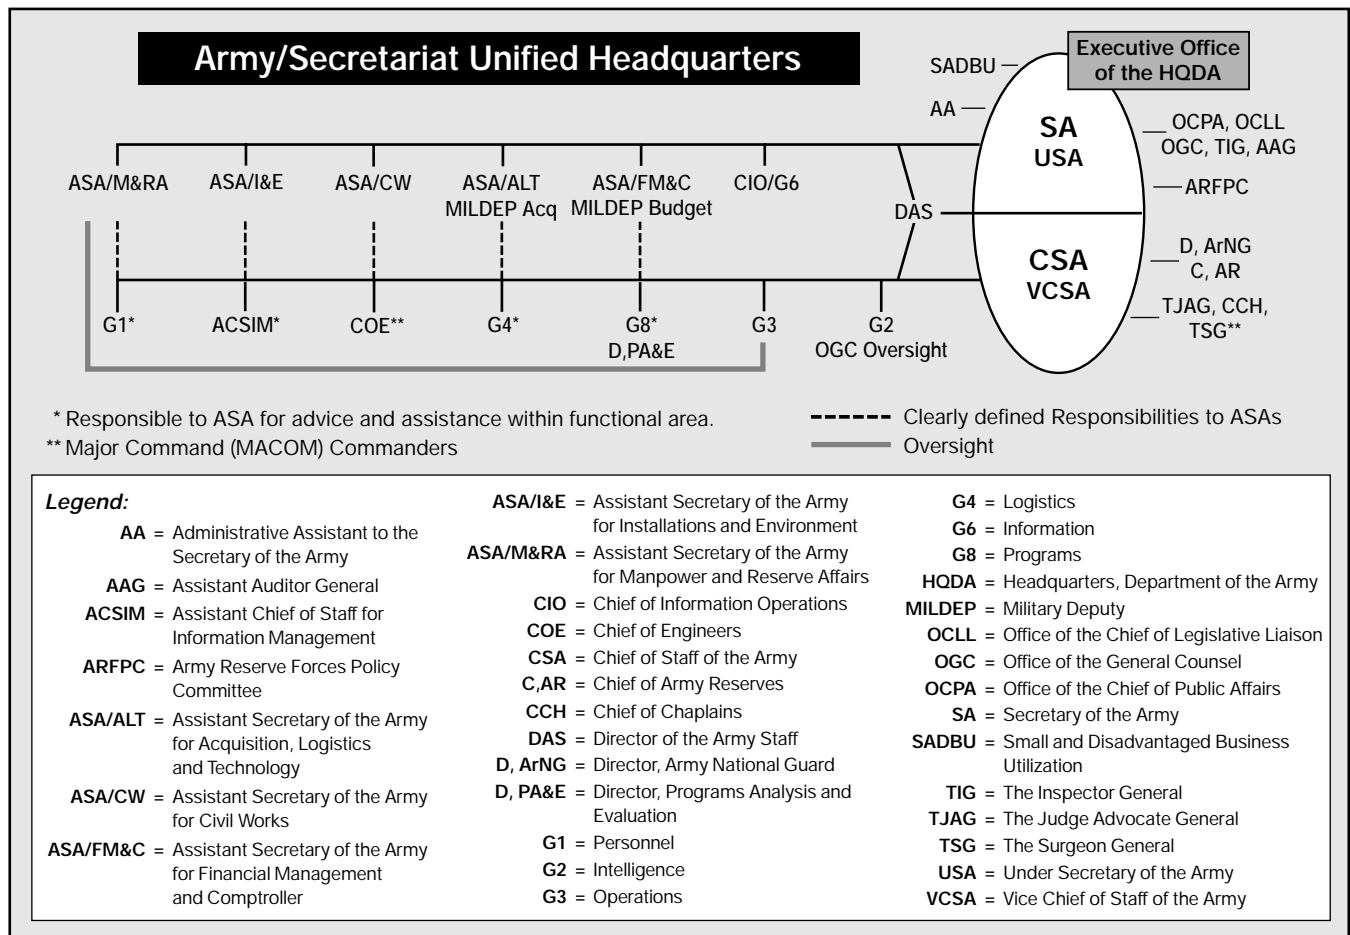 Army/Secretariat Unified Headquarters
Executive Office
of the HQDA
SADBU
AA
SA
USA
OCPA, OCLL
OGC, TIG, AAG
ARFPC
ASA/M&RA
ASA/I&E
ASA/CW
ASA/ALT
MILDEP Acq
ASA/FM&C
MILDEP Budget
CIO/G6
DAS
CSA
VCSA
D, ArNG
C, AR
TJAG, CCH,
TSG**
G1*
ACSIM*
COE**
G4*
G8*
D,PA&E
G3
G2
OGC Oversight
* Responsible to ASA for advice and assistance within functional area.
** Major Command (MACOM) Commanders
Clearly defined Responsibilities to ASAs
Oversight
Legend:
AA = Administrative Assistant to the
Secretary of the Army
AAG = Assistant Auditor General
ACSIM = Assistant Chief of Staff for
Information Management
ARFPC = Army Reserve Forces Policy
Committee
ASA/ALT = Assistant Secretary of the Army
for Acquisition, Logistics
and Technology
ASA/CW = Assistant Secretary of the Army
for Civil Works
ASA/FM&C = Assistant Secretary of the Army
for Financial Management
and Comptroller
ASA/I&E = Assistant Secretary of the Army
for Installations and Environment
ASA/M&RA = Assistant Secretary of the Army
for Manpower and Reserve Affairs
CIO = Chief of Information Operations
COE = Chief of Engineers
CSA = Chief of Staff of the Army
C,AR = Chief of Army Reserves
CCH = Chief of Chaplains
DAS = Director of the Army Staff
D, ArNG = Director, Army National Guard
D, PA&E = Director, Programs Analysis and
Evaluation
G1 = Personnel
G2 = Intelligence
G3 = Operations
G4 = Logistics
G6 = Information
G8 = Programs
HQDA = Headquarters, Department of the Army
MILDEP = Military Deputy
OCLL = Office of the Chief of Legislative Liaison
OGC = Office of the General Counsel
OCPA = Office of the Chief of Public Affairs
SA = Secretary of the Army
SADBU = Small and Disadvantaged Business
Utilization
TIG = The Inspector General
TJAG = The Judge Advocate General
TSG = The Surgeon General
USA = Under Secretary of the Army
VCSA = Vice Chief of Staff of the Army